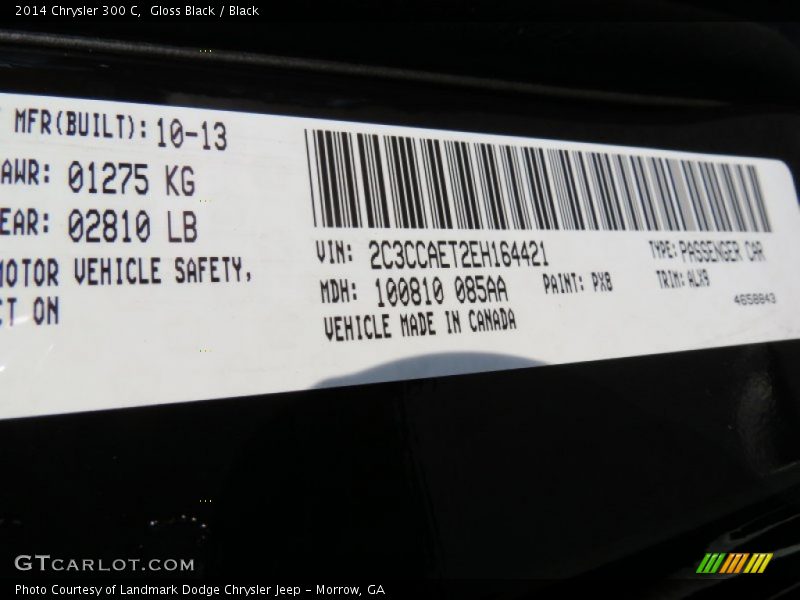 2014 Chrysler 300 C, Gloss Black / Black
MFR(BUILT): 10-13
AWR: 01275 KG
EAR: 02810 LB
MOTOR VEHICLE SAFETY,
CT ON
VIN: 2C3CCAET2EH164421
TYPE: PASSENGER CAR
MDH: 100810 085AA
PAINT: PX8
TRIM: ALX9
VEHICLE MADE IN CANADA
4658843
GTCARLOT.COM
Photo Courtesy of Landmark Dodge Chrysler Jeep - Morrow, GA